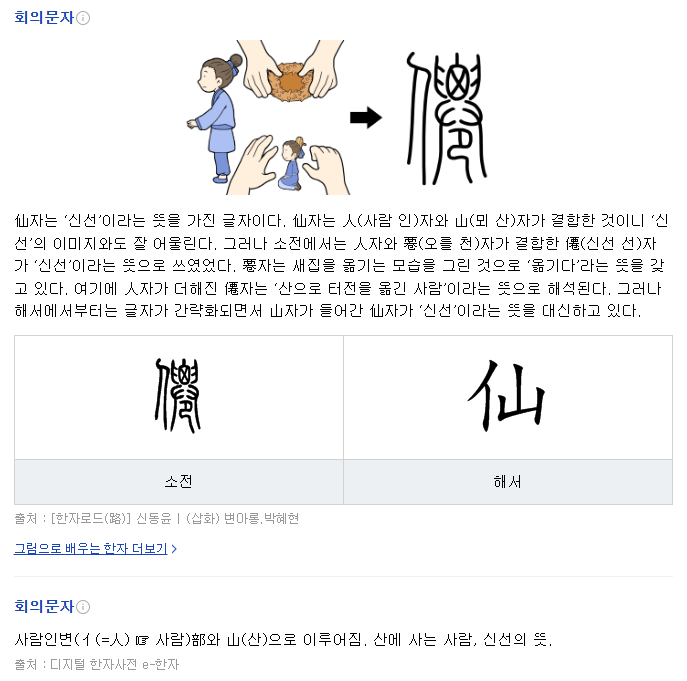 회의문자
仙자는 ‘신선’이라는 뜻을 가진 글자이다. 仙자는 人(사람 인)자와 山(뫼 산)자가 결합한 것이니 ‘신
선’의 이미지와도 잘 어울린다. 그러나 소전에서는 人자와 䙴(오를 천)자가 결합한 僊(신선 선)자
가 ‘신선’이라는 뜻으로 쓰였었다. 䙴자는 새집을 옮기는 모습을 그린 것으로 ‘옮기다’라는 뜻을 갖
고 있다. 여기에 人자가 더해진 僊자는 ‘산으로 터전을 옮긴 사람’이라는 뜻으로 해석된다. 그러나
해서에서부터는 글자가 간략화되면서 山자가 들어간 仙자가 ‘신선’이라는 뜻을 대신하고 있다.
僊 仙
소전 해서
출처 : [한자로드(路)] 신동윤 | (삽화) 변아롱,박혜현
그림으로 배우는 한자 더보기 >
회의문자
사람인변(亻(=人) ☞ 사람)部와 山(산)으로 이루어짐. 산에 사는 사람, 신선의 뜻.
출처 : 디지털 한자사전 e-한자